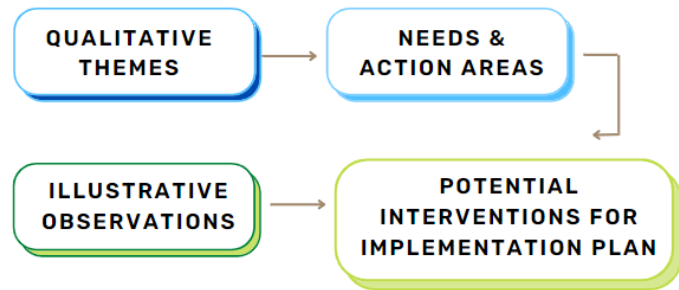 QUALITATIVE
THEMES
NEEDS &
ACTION AREAS
ILLUSTRATIVE
OBSERVATIONS
POTENTIAL
INTERVENTIONS FOR
IMPLEMENTATION PLAN